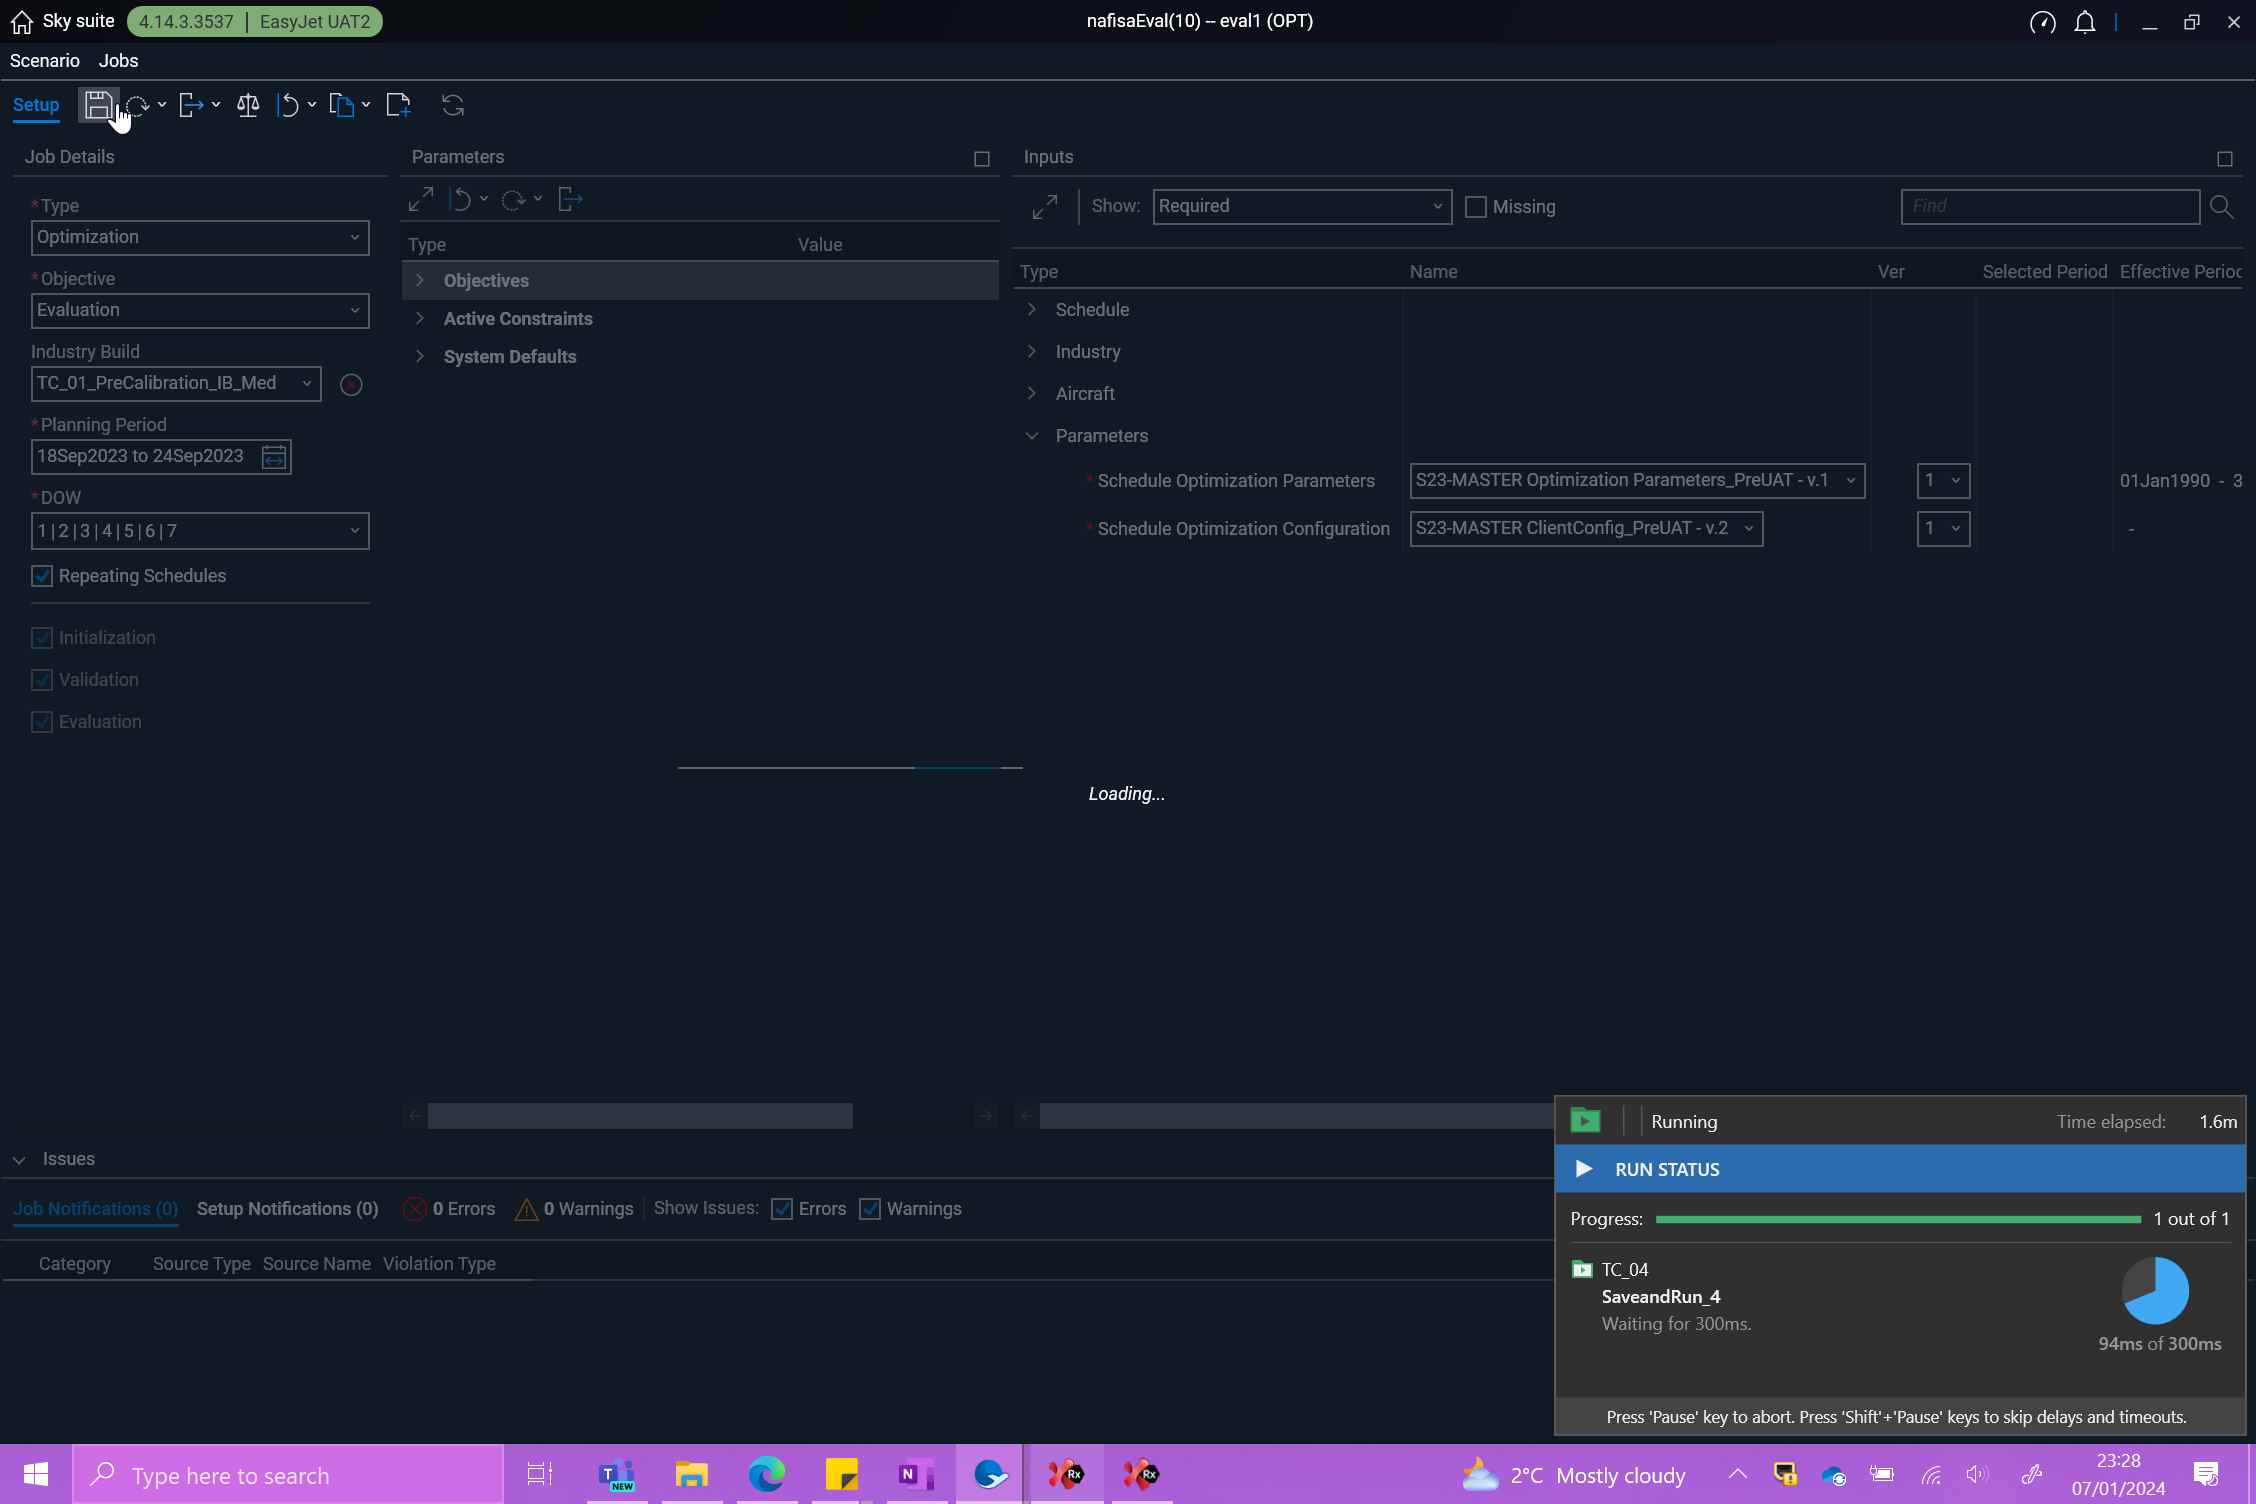 Sky suite 4.14.3.3537 | EasyJet UAT2 nafisaEval(10) -- eval1 (OPT)
Scenario Jobs
Setup
Job Details
*Type
Optimization
*Objective
Evaluation
Industry Build
TC_01_PreCalibration_IB_Med
*Planning Period
18Sep2023 to 24Sep2023
*DOW
1|2|3|4|5|6|7
Repeating Schedules
Initialization
Validation
Evaluation
Parameters
Type Value
Objectives
Active Constraints
System Defaults
Inputs
Show: Required Missing Find
Type Name Ver Selected Period Effective Perioc
Schedule
Industry
Aircraft
Parameters
* Schedule Optimization Parameters S23-MASTER Optimization Parameters_PreUAT - v.1 1 01Jan1990 - 3
* Schedule Optimization Configuration S23-MASTER ClientConfig_PreUAT - v.2 1 -
Loading...
Issues
Job Notifications (0) Setup Notifications (0) 0 Errors 0 Warnings Show Issues: Errors Warnings
Category Source Type Source Name Violation Type
Running Time elapsed: 1.6m
RUN STATUS
Progress: 1 out of 1
TC_04
SaveandRun_4
Waiting for 300ms.
94ms of 300ms
Press 'Pause' key to abort. Press 'Shift'+'Pause' keys to skip delays and timeouts.
Type here to search
T
NEW
N
Rx
Rx
2°C Mostly cloudy
23:28
07/01/2024